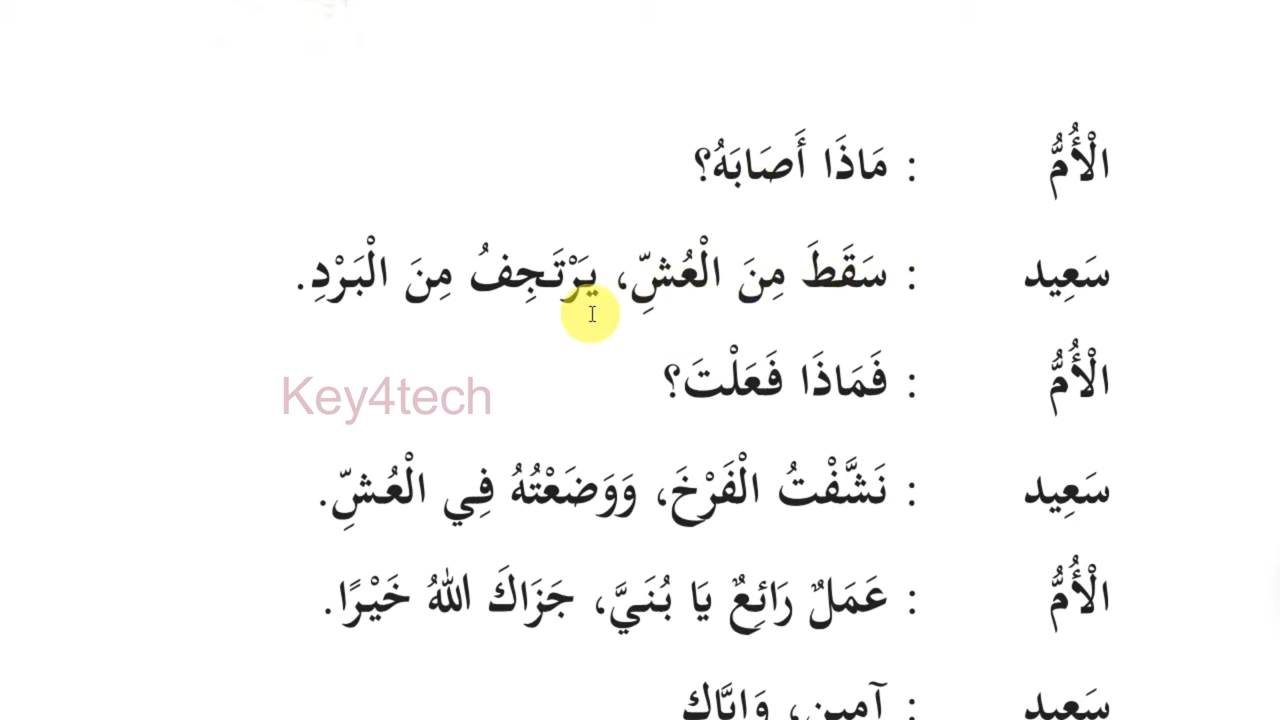 الْأُمُّ : مَاذَا أَصَابَهُ؟
سَعِيد : سَقَطَ مِنَ الْعُشِّ، يَرْتَجِفُ مِنَ الْبَرْدِ.
الْأُمُّ : فَمَاذَا فَعَلْتَ؟
Key4tech
سَعِيد : نَشَّفْتُ الْفَرْخَ، وَوَضَعْتُهُ فِي الْعُشِّ.
الْأُمُّ : عَمَلٌ رَائِعٌ يَا بُنَيَّ، جَزَاكَ اللهُ خَيْرًا.
سَعِيد : آمِين، وَإِيَّاكِ